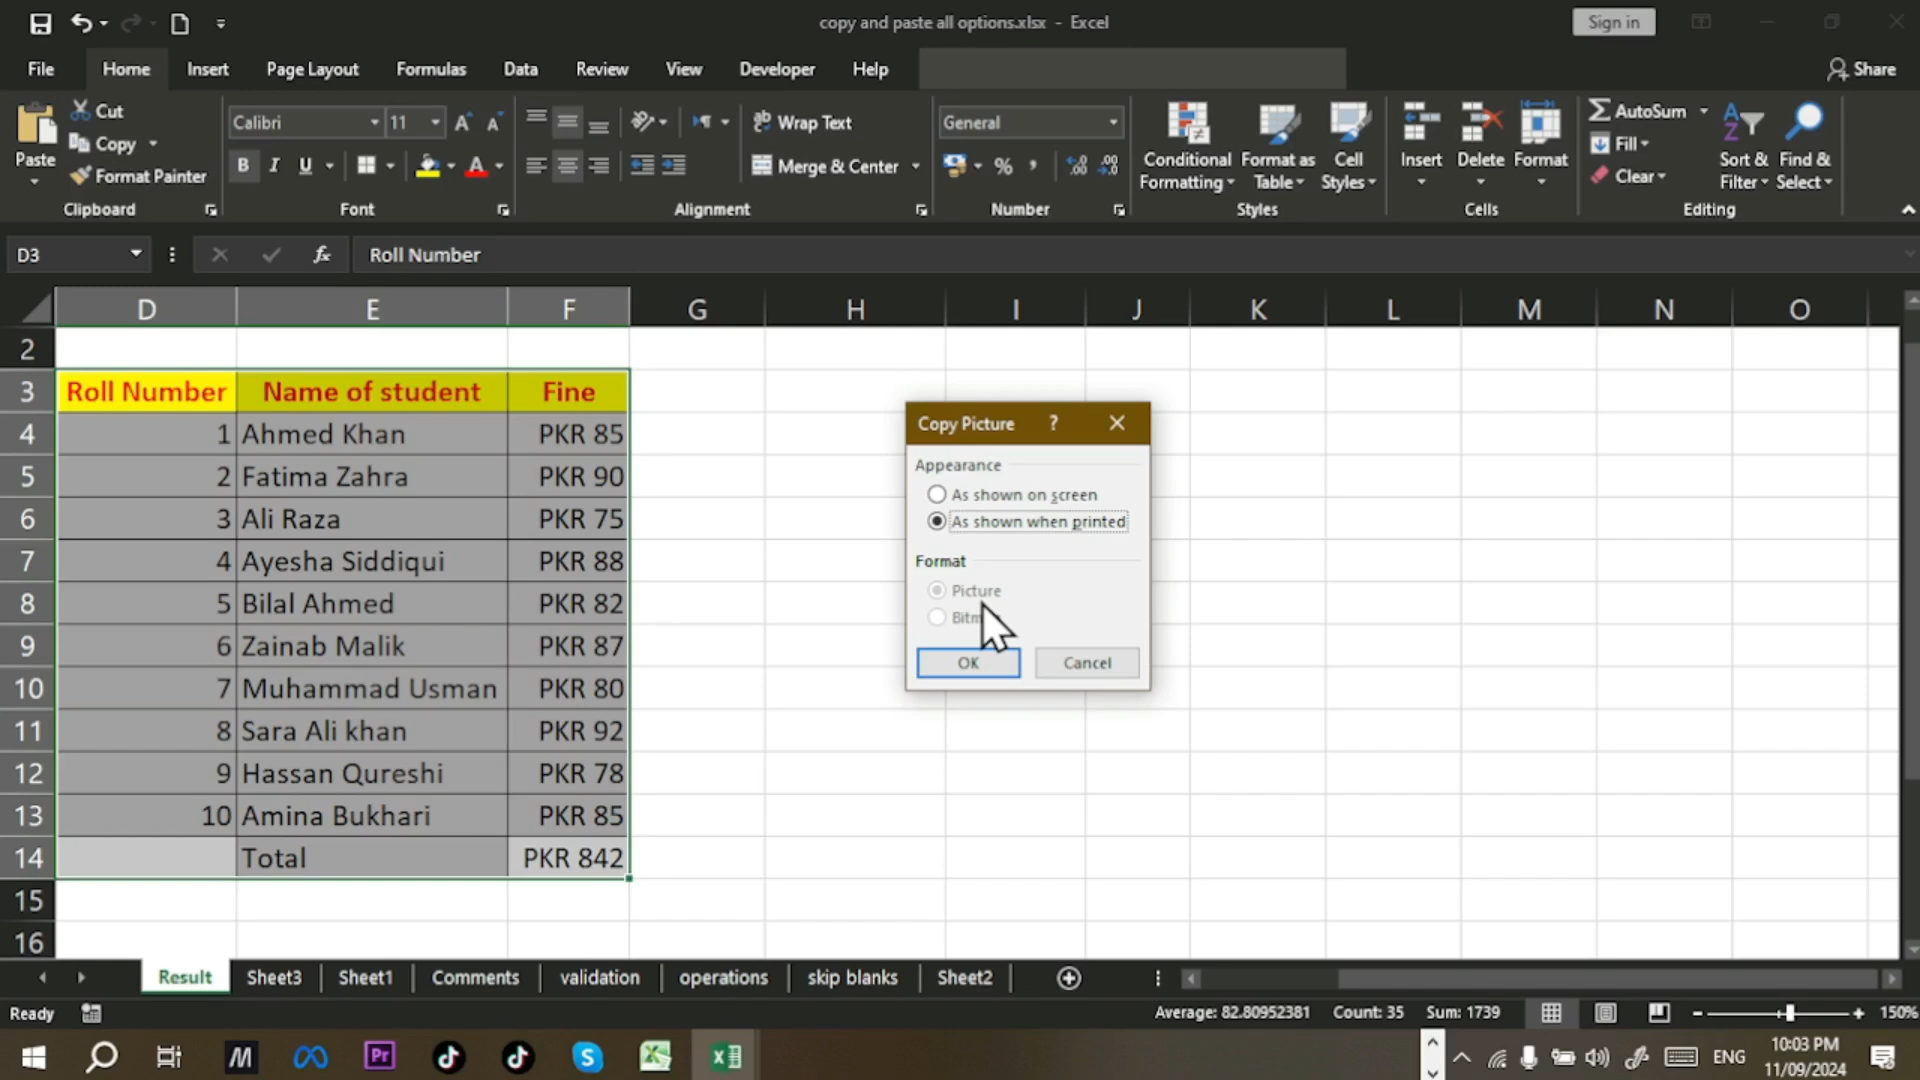 copy and paste all options.xlsx - Excel
Sign in
File Home Insert Page Layout Formulas Data Review View Developer Help
Share
Paste
Cut
Copy
Format Painter
Clipboard
Calibri 11
B I U
Font
Wrap Text
Merge & Center
Alignment
General
Number
Conditional Formatting
Format as Table
Cell Styles
Styles
Insert
Delete
Format
Cells
AutoSum
Fill
Clear
Sort & Filter
Find & Select
Editing
D3 fx Roll Number
D E F G H I J K L M N O
2
3 Roll Number Name of student Fine
4 1 Ahmed Khan PKR 85
5 2 Fatima Zahra PKR 90
6 3 Ali Raza PKR 75
7 4 Ayesha Siddiqui PKR 88
8 5 Bilal Ahmed PKR 82
9 6 Zainab Malik PKR 87
10 7 Muhammad Usman PKR 80
11 8 Sara Ali khan PKR 92
12 9 Hassan Qureshi PKR 78
13 10 Amina Bukhari PKR 85
14 Total PKR 842
15
16
Copy Picture ?
Appearance
As shown on screen
As shown when printed
Format
Picture
OK Cancel
Result Sheet3 Sheet1 Comments validation operations skip blanks Sheet2
Ready Average: 82.80952381 Count: 35 Sum: 1739 150%
ENG
10:03 PM
11/09/2024